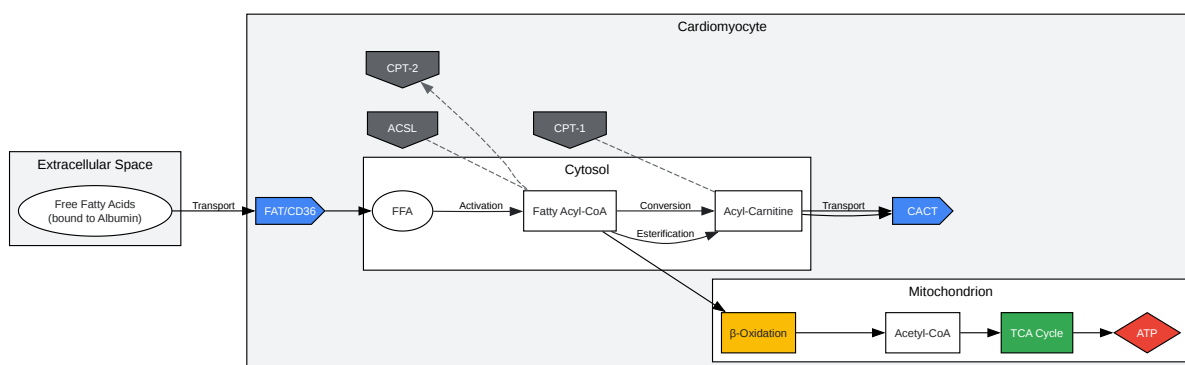 Cardiomyocyte
CPT-2
ACSL
CPT-1
Extracellular Space
Cytosol
Free Fatty Acids
(bound to Albumin)
Transport
FAT/CD36
FFA
Activation
Fatty Acyl-CoA
Conversion
Esterification
Acyl-Carnitine
Transport
CACT
Mitochondrion
β-Oxidation
Acetyl-CoA
TCA Cycle
ATP